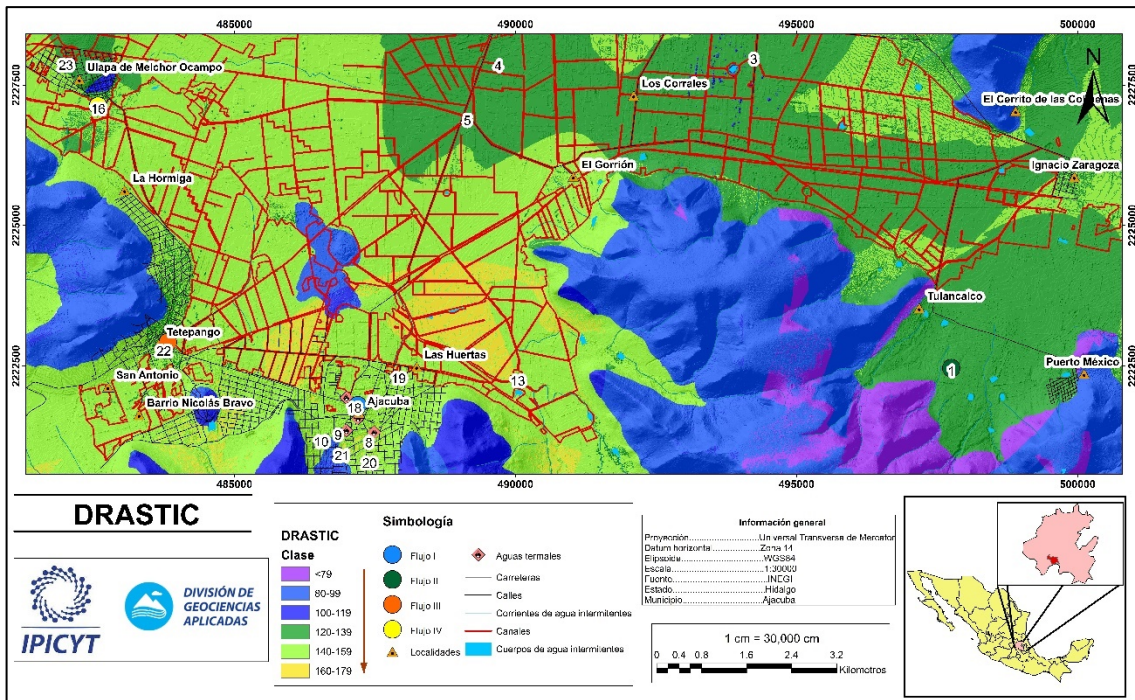 485000
490000
495000
500000
2227500
2225000
2222500
2227500
2225000
2222500
N
23
Ulapa de Melchor Ocampo
16
4
3
5
Los Corrales
El Cerrito de las
La Hormiga
El Gorrión
Ignacio Zaragoza
Tulancalco
Tetepango
22
Las Huertas
Puerto México
1
San Antonio
19
13
Barrio Nicolás Bravo
Ajacuba
18
10
9
8
21
20
485000
490000
495000
500000
DRASTIC
IPICYT
DIVISIÓN DE
GEOCIENCIAS
APLICADAS
DRASTIC
Clase
<79
80-99
100-119
120-139
140-159
160-179
Simbología
Flujo I
Flujo II
Flujo III
Flujo IV
Localidades
Aguas termales
Carreteras
Calles
Corrientes de agua intermitentes
Canales
Cuerpos de agua intermitentes
Información general
Proyección Universal Transversa de Mercator
Datum horizontal Zona 14
Elipsoide WGS84
Escala 1:30000
Fuente INEGI
Estado Hidalgo
Municipio Ajacuba
1 cm = 30,000 cm
0 0.4 0.8 1.6 2.4 3.2
Kilometros